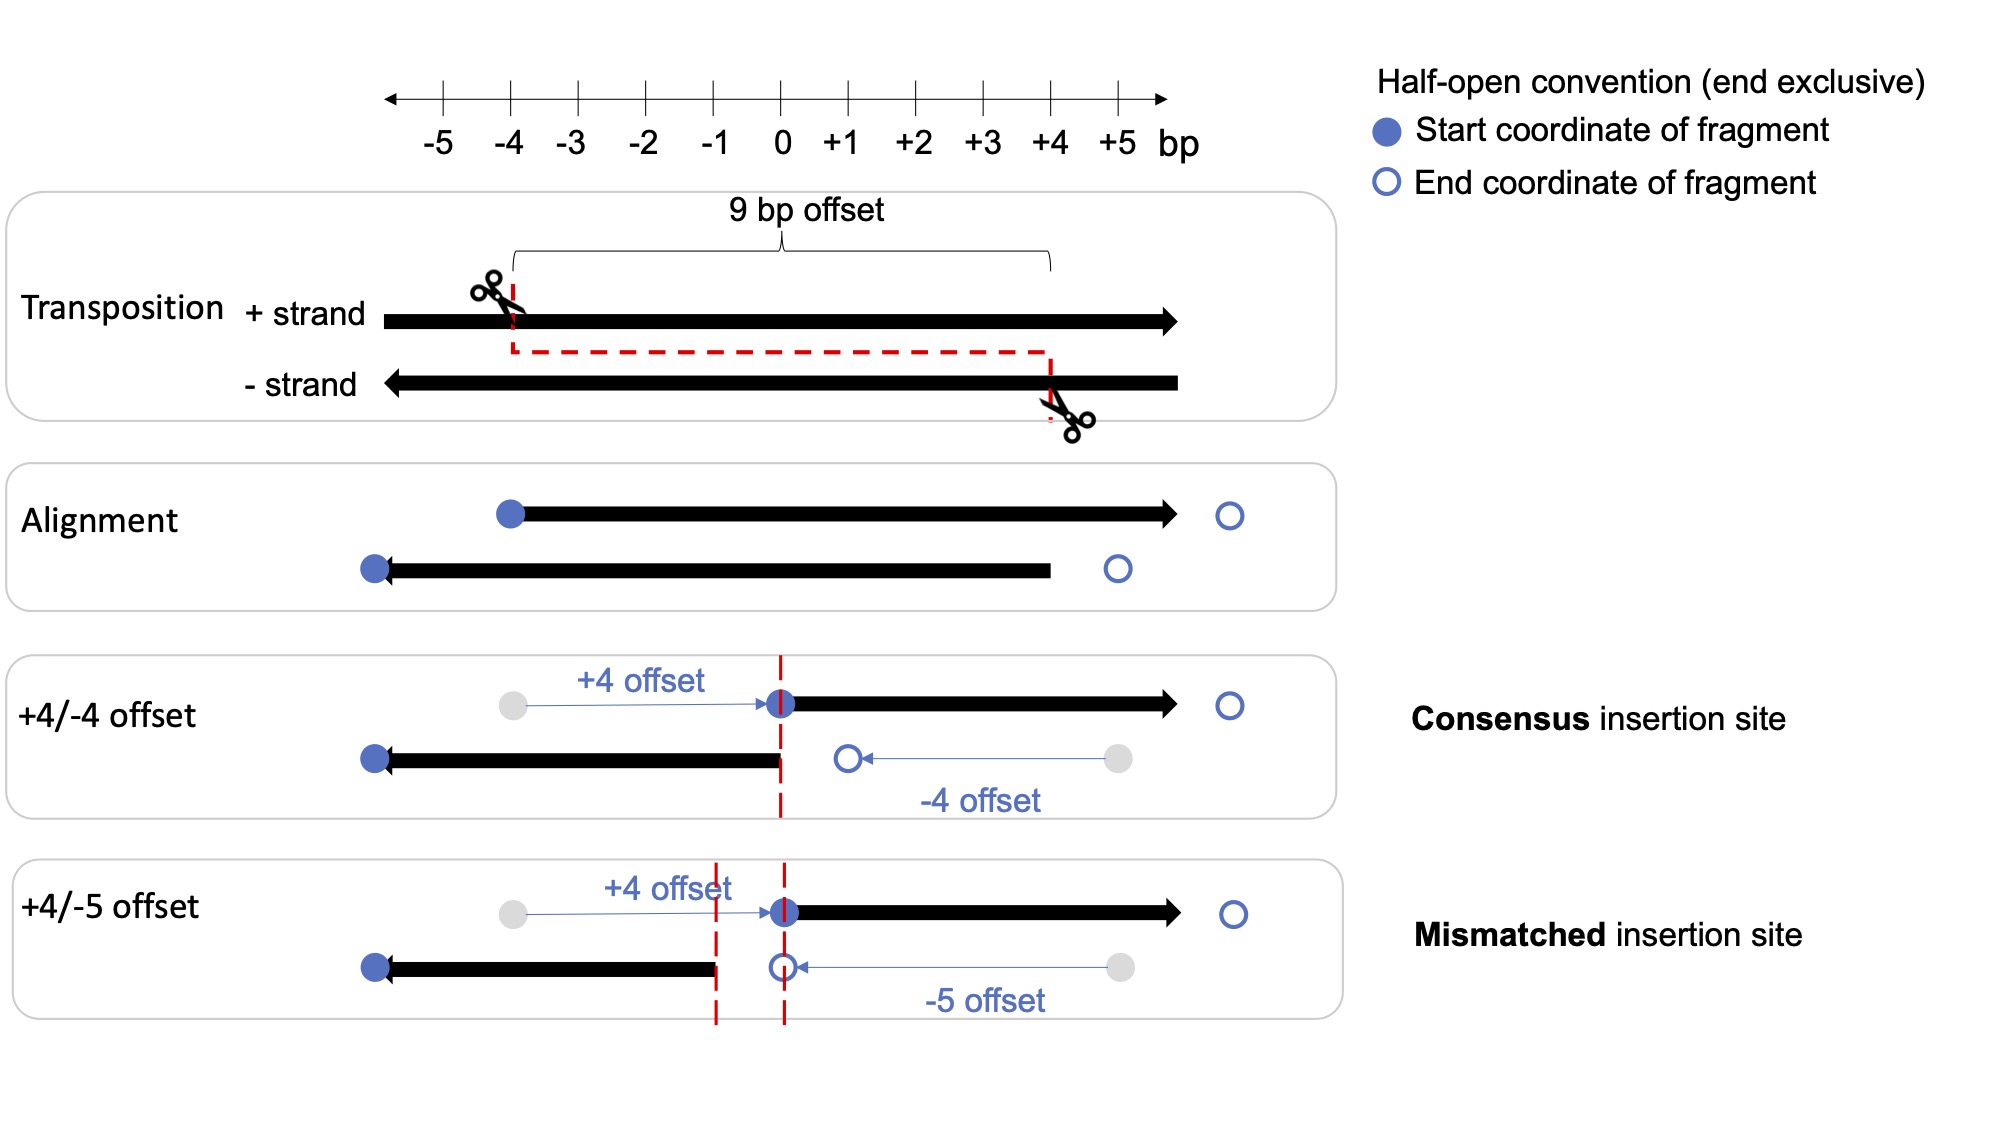 Half-open convention (end exclusive)
Start coordinate of fragment
End coordinate of fragment
-5 -4 -3 -2 -1 0 +1 +2 +3 +4 +5 bp
9 bp offset
Transposition
+ strand
- strand
Alignment
+4/-4 offset
+4 offset
-4 offset
Consensus insertion site
+4/-5 offset
+4 offset
-5 offset
Mismatched insertion site